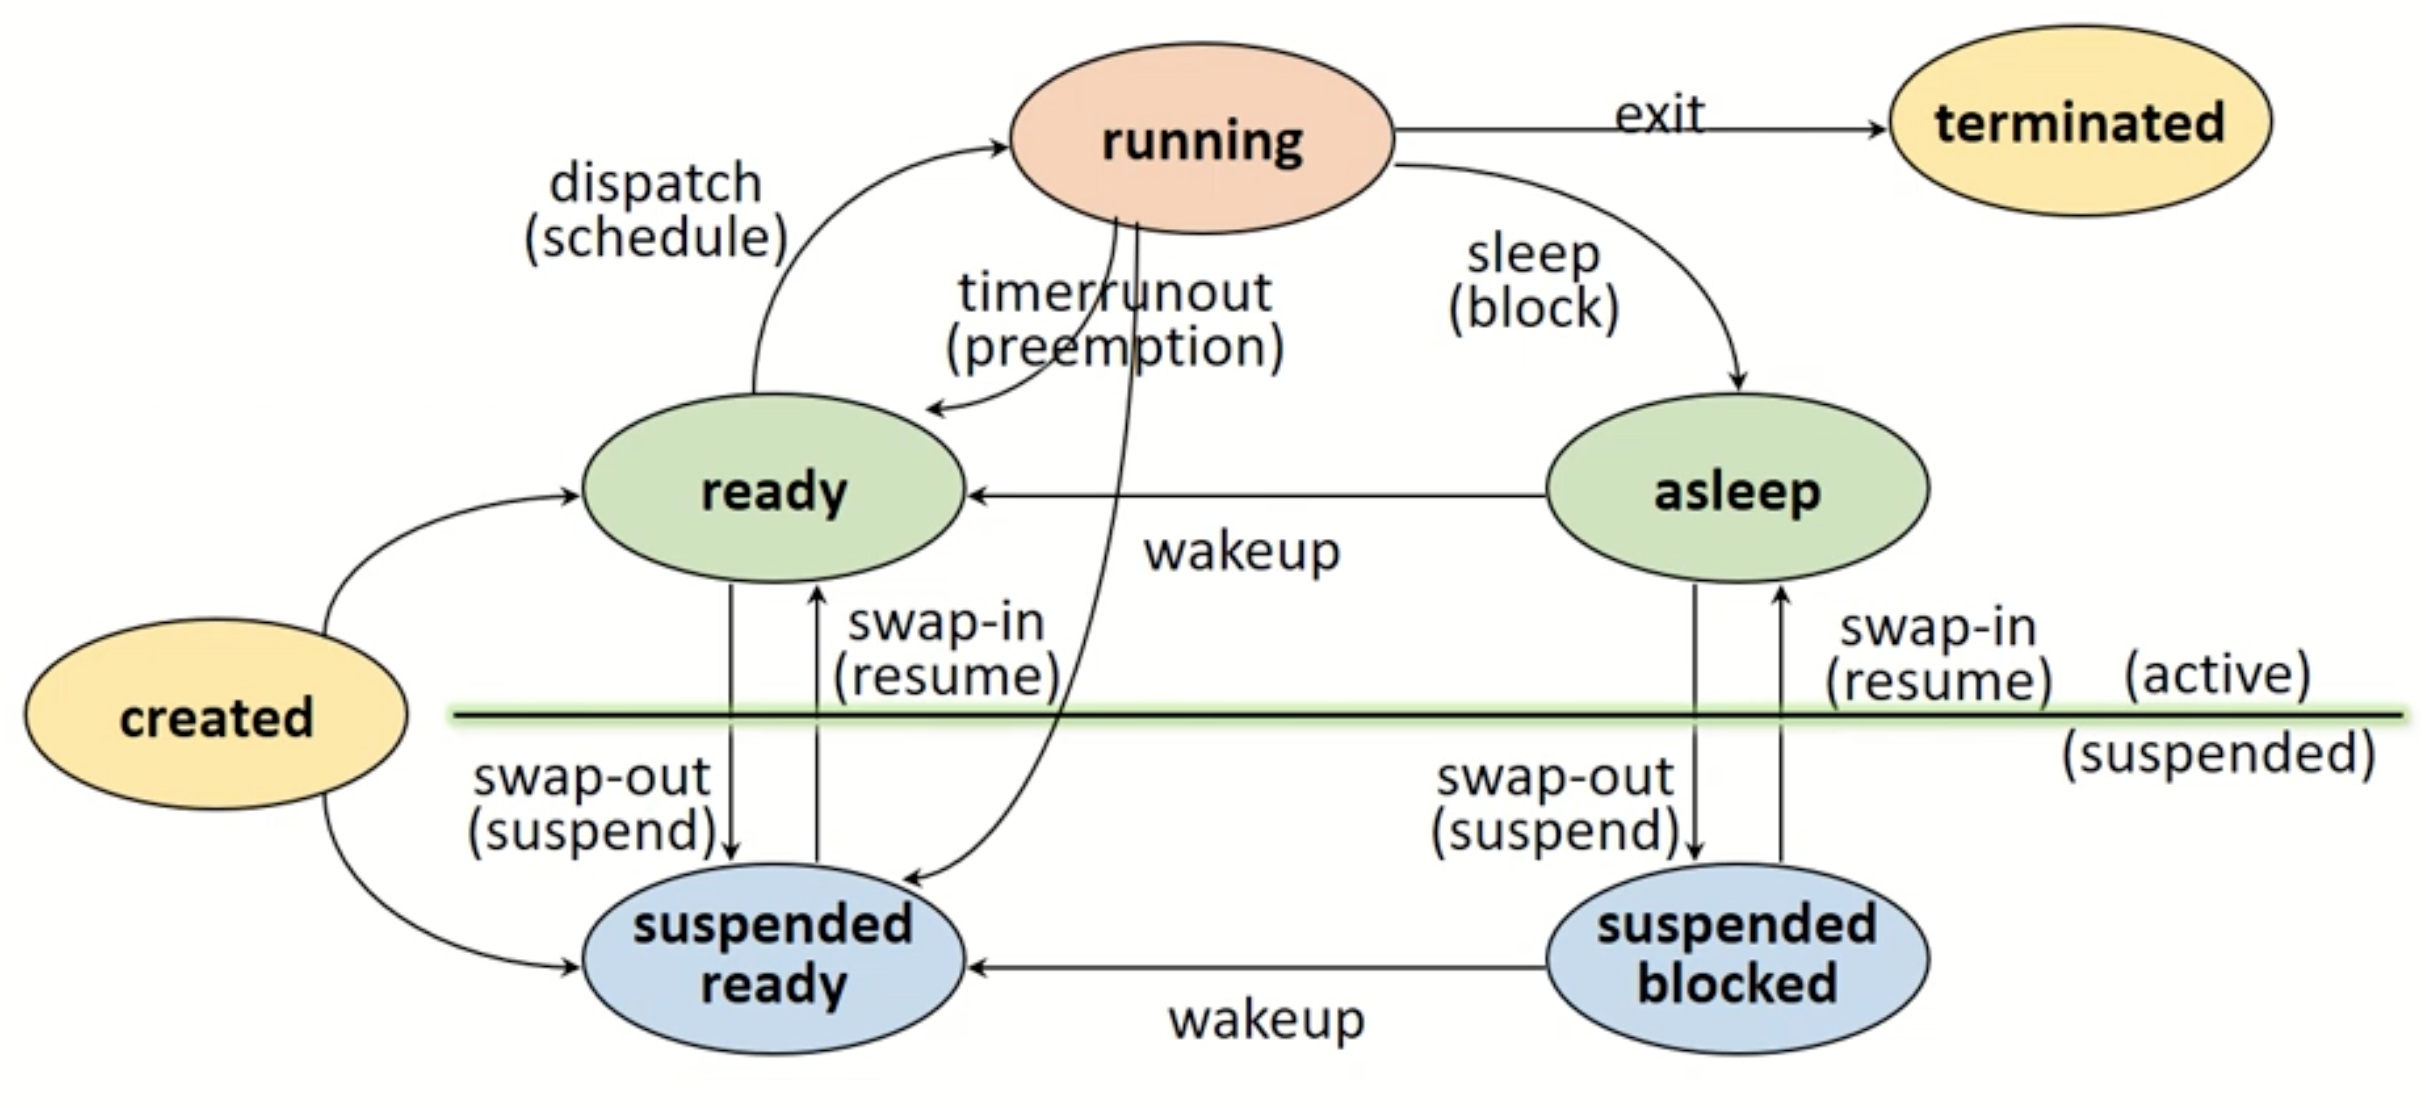 running
exit
terminated
dispatch
(schedule)
timerrunout
(preemption)
sleep
(block)
ready
asleep
wakeup
created
swap-in
(resume)
swap-in
(resume)
(active)
(suspended)
swap-out
(suspend)
swap-out
(suspend)
suspended
ready
suspended
blocked
wakeup